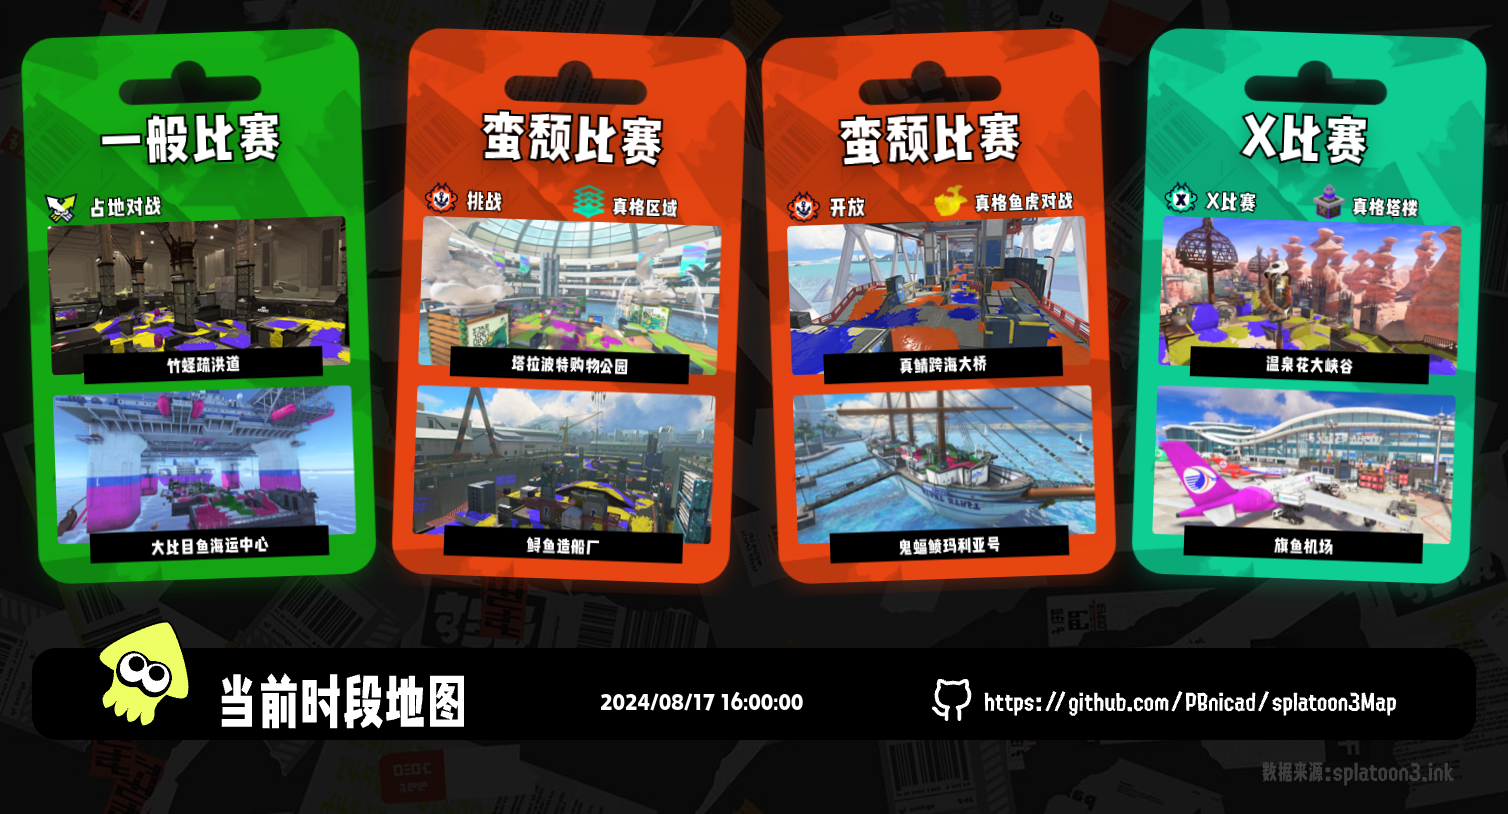 一般比赛
占地对战
竹蛏疏洪道
大比目鱼海运中心
蛮颓比赛
挑战
真格区域
塔拉波特购物公园
鲟鱼造船厂
蛮颓比赛
开放
真格鱼虎对战
真鲷跨海大桥
鬼蝠鲼玛利亚号
X比赛
X比赛
真格塔楼
温泉花大峡谷
旗鱼机场
当前时段地图
2024/08/17 16:00:00
https://github.com/PBnicad/splatoon3Map
数据来源:splatoon3.ink